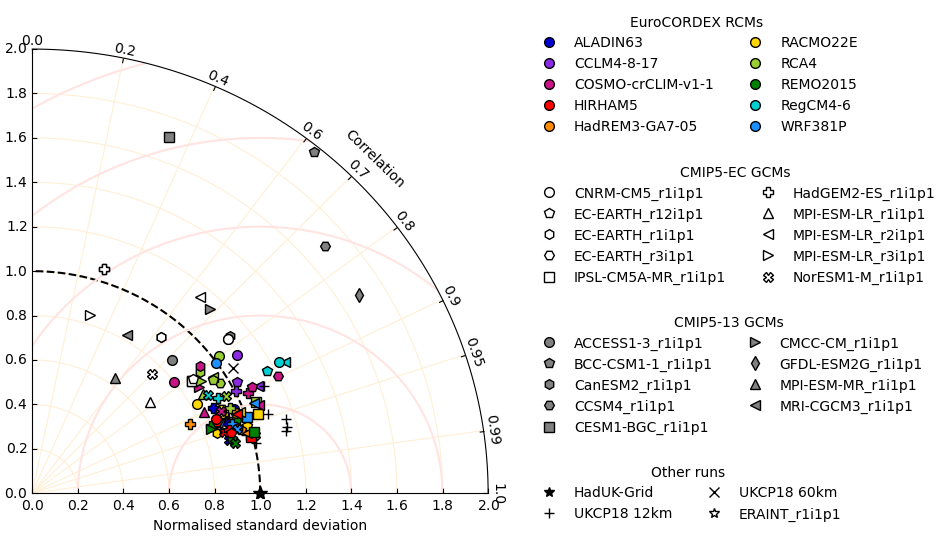 0.0
0.2
0.4
0.6
Correlation
0.7
0.8
0.9
0.95
0.99
1.0
2.0
1.8
1.6
1.4
1.2
1.0
0.8
0.6
0.4
0.2
0.0
0.0 0.2 0.4 0.6 0.8 1.0 1.2 1.4 1.6 1.8 2.0
Normalised standard deviation
EuroCORDEX RCMs
ALADIN63 RACMO22E
CCLM4-8-17 RCA4
COSMO-crCLIM-v1-1 REMO2015
HIRHAM5 RegCM4-6
HadREM3-GA7-05 WRF381P
CMIP5-EC GCMs
CNRM-CM5_r1i1p1 HadGEM2-ES_r1i1p1
EC-EARTH_r12i1p1 MPI-ESM-LR_r1i1p1
EC-EARTH_r1i1p1 MPI-ESM-LR_r2i1p1
EC-EARTH_r3i1p1 MPI-ESM-LR_r3i1p1
IPSL-CM5A-MR_r1i1p1 NorESM1-M_r1i1p1
CMIP5-13 GCMs
ACCESS1-3_r1i1p1 CMCC-CM_r1i1p1
BCC-CSM1-1_r1i1p1 GFDL-ESM2G_r1i1p1
CanESM2_r1i1p1 MPI-ESM-MR_r1i1p1
CCSM4_r1i1p1 MRI-CGCM3_r1i1p1
CESM1-BGC_r1i1p1
Other runs
HadUK-Grid UKCP18 60km
UKCP18 12km ERAINT_r1i1p1